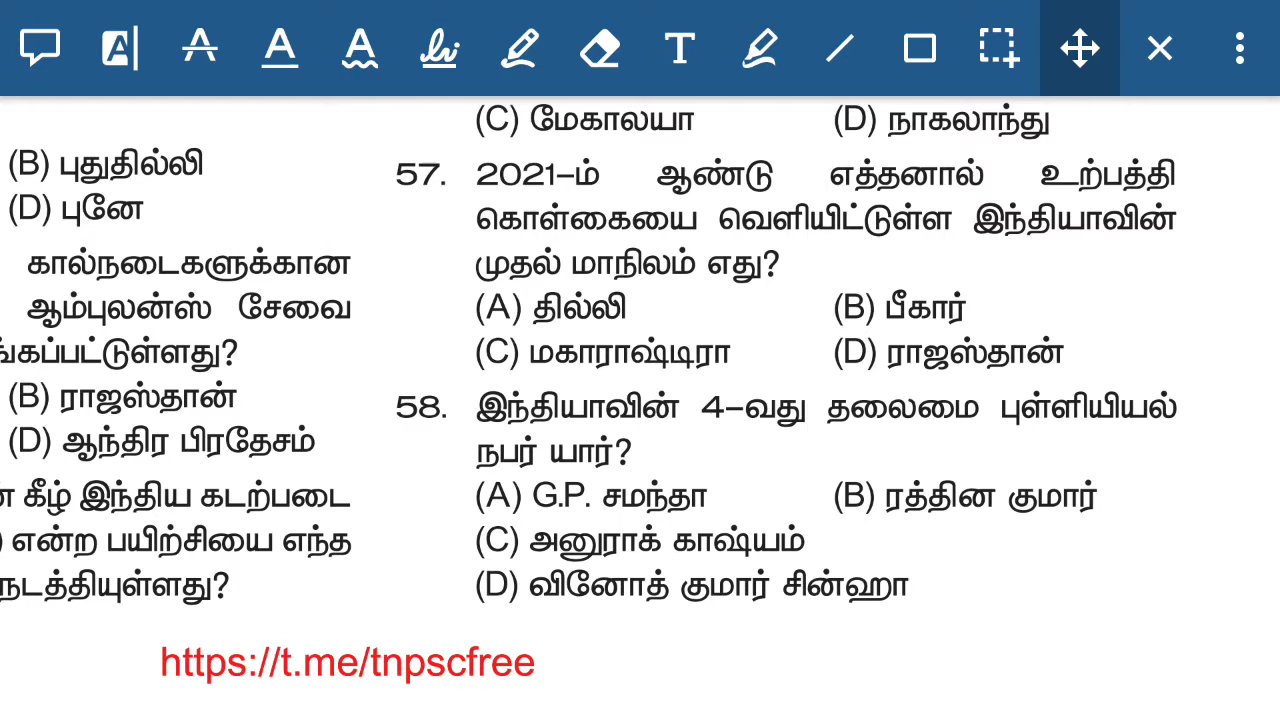 (B) புதுதில்லி
(D) புனே
கால்நடைகளுக்கான
ஆம்புலன்ஸ் சேவை
ங்கப்பட்டுள்ளது?
(B) ராஜஸ்தான்
(D) ஆந்திர பிரதேசம்
ன் கீழ் இந்திய கடற்படை
) என்ற பயிற்சியை எந்த
நடத்தியுள்ளது?
(C) மேகாலயா (D) நாகலாந்து
57. 2021-ம் ஆண்டு எத்தனால் உற்பத்தி
கொள்கையை வெளியிட்டுள்ள இந்தியாவின்
முதல் மாநிலம் எது?
(A) தில்லி (B) பீகார்
(C) மகாராஷ்டிரா (D) ராஜஸ்தான்
58. இந்தியாவின் 4-வது தலைமை புள்ளியியல்
நபர் யார்?
(A) G.P. சமந்தா (B) ரத்தின குமார்
(C) அனுராக் காஷ்யம்
(D) வினோத் குமார் சின்ஹா
https://t.me/tnpscfree